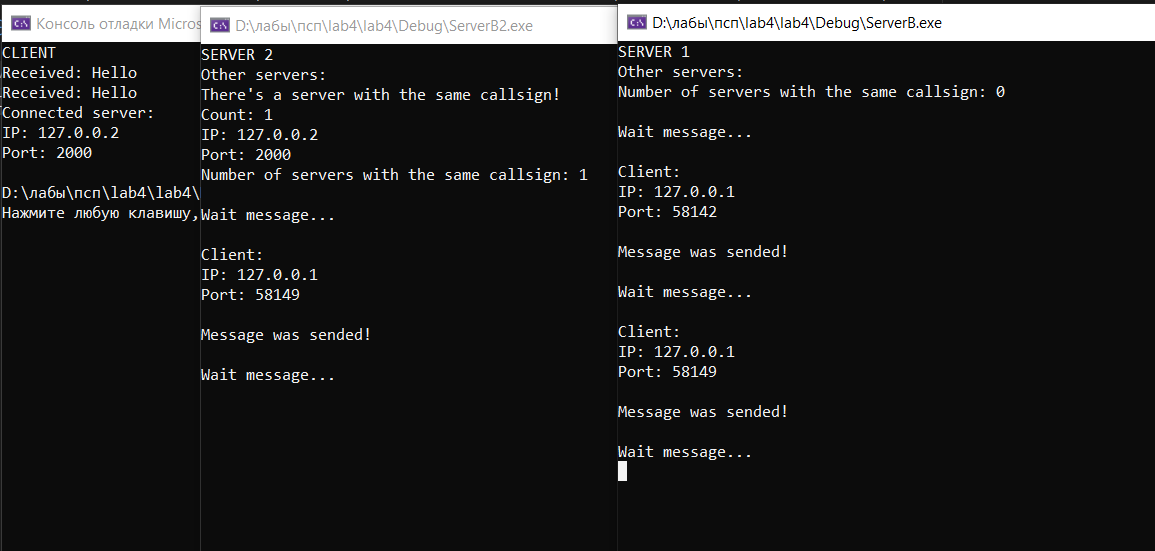 Консоль отладки Micros
CLIENT
Received: Hello
Received: Hello
Connected server:
IP: 127.0.0.2
Port: 2000
D:\лабы\псп\lab4\lab4\
Нажмите любую клавишу,
D:\лабы\псп\lab4\lab4\Debug\ServerB2.exe
SERVER 2
Other servers:
There's a server with the same callsign!
Count: 1
IP: 127.0.0.2
Port: 2000
Number of servers with the same callsign: 1
Wait message...
Client:
IP: 127.0.0.1
Port: 58149
Message was sended!
Wait message...
D:\лабы\псп\lab4\lab4\Debug\ServerB.exe
SERVER 1
Other servers:
Number of servers with the same callsign: 0
Wait message...
Client:
IP: 127.0.0.1
Port: 58142
Message was sended!
Wait message...
Client:
IP: 127.0.0.1
Port: 58149
Message was sended!
Wait message...